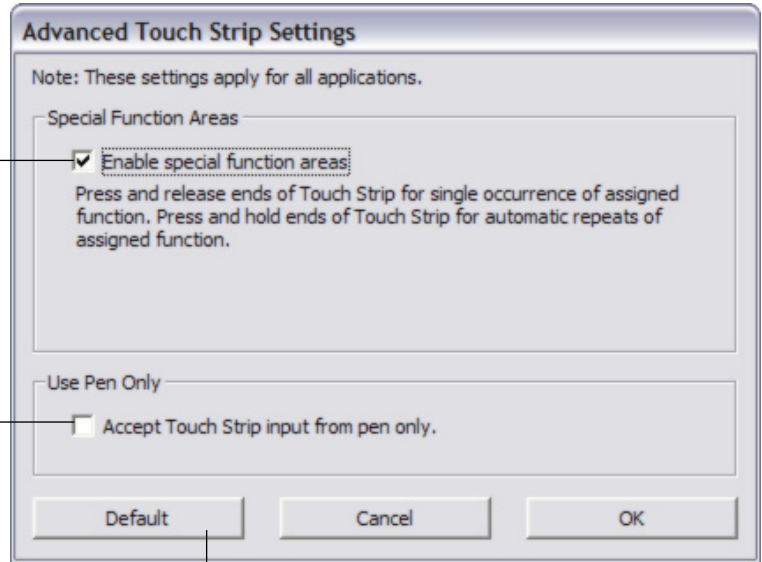 Advanced Touch Strip Settings
Note: These settings apply for all applications.
Special Function Areas
Enable special function areas
Press and release ends of Touch Strip for single occurrence of assigned
function. Press and hold ends of Touch Strip for automatic repeats of
assigned function.
Use Pen Only
Accept Touch Strip input from pen only.
Default Cancel OK